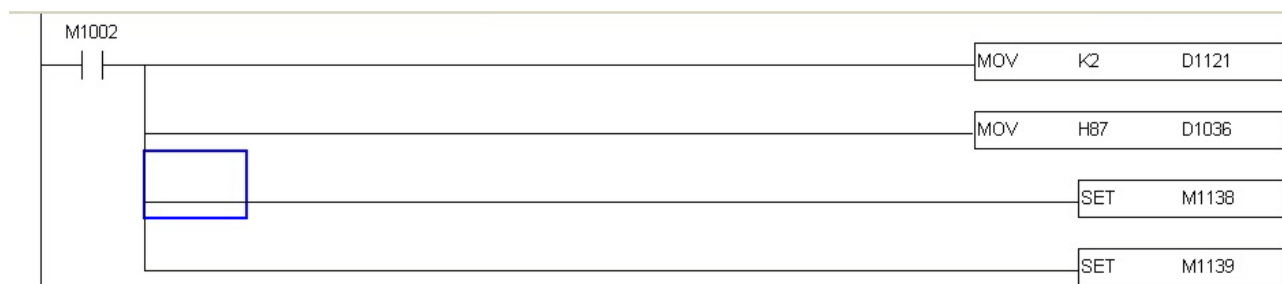 M1002
MOV K2 D1121
MOV H87 D1036
SET M1138
SET M1139